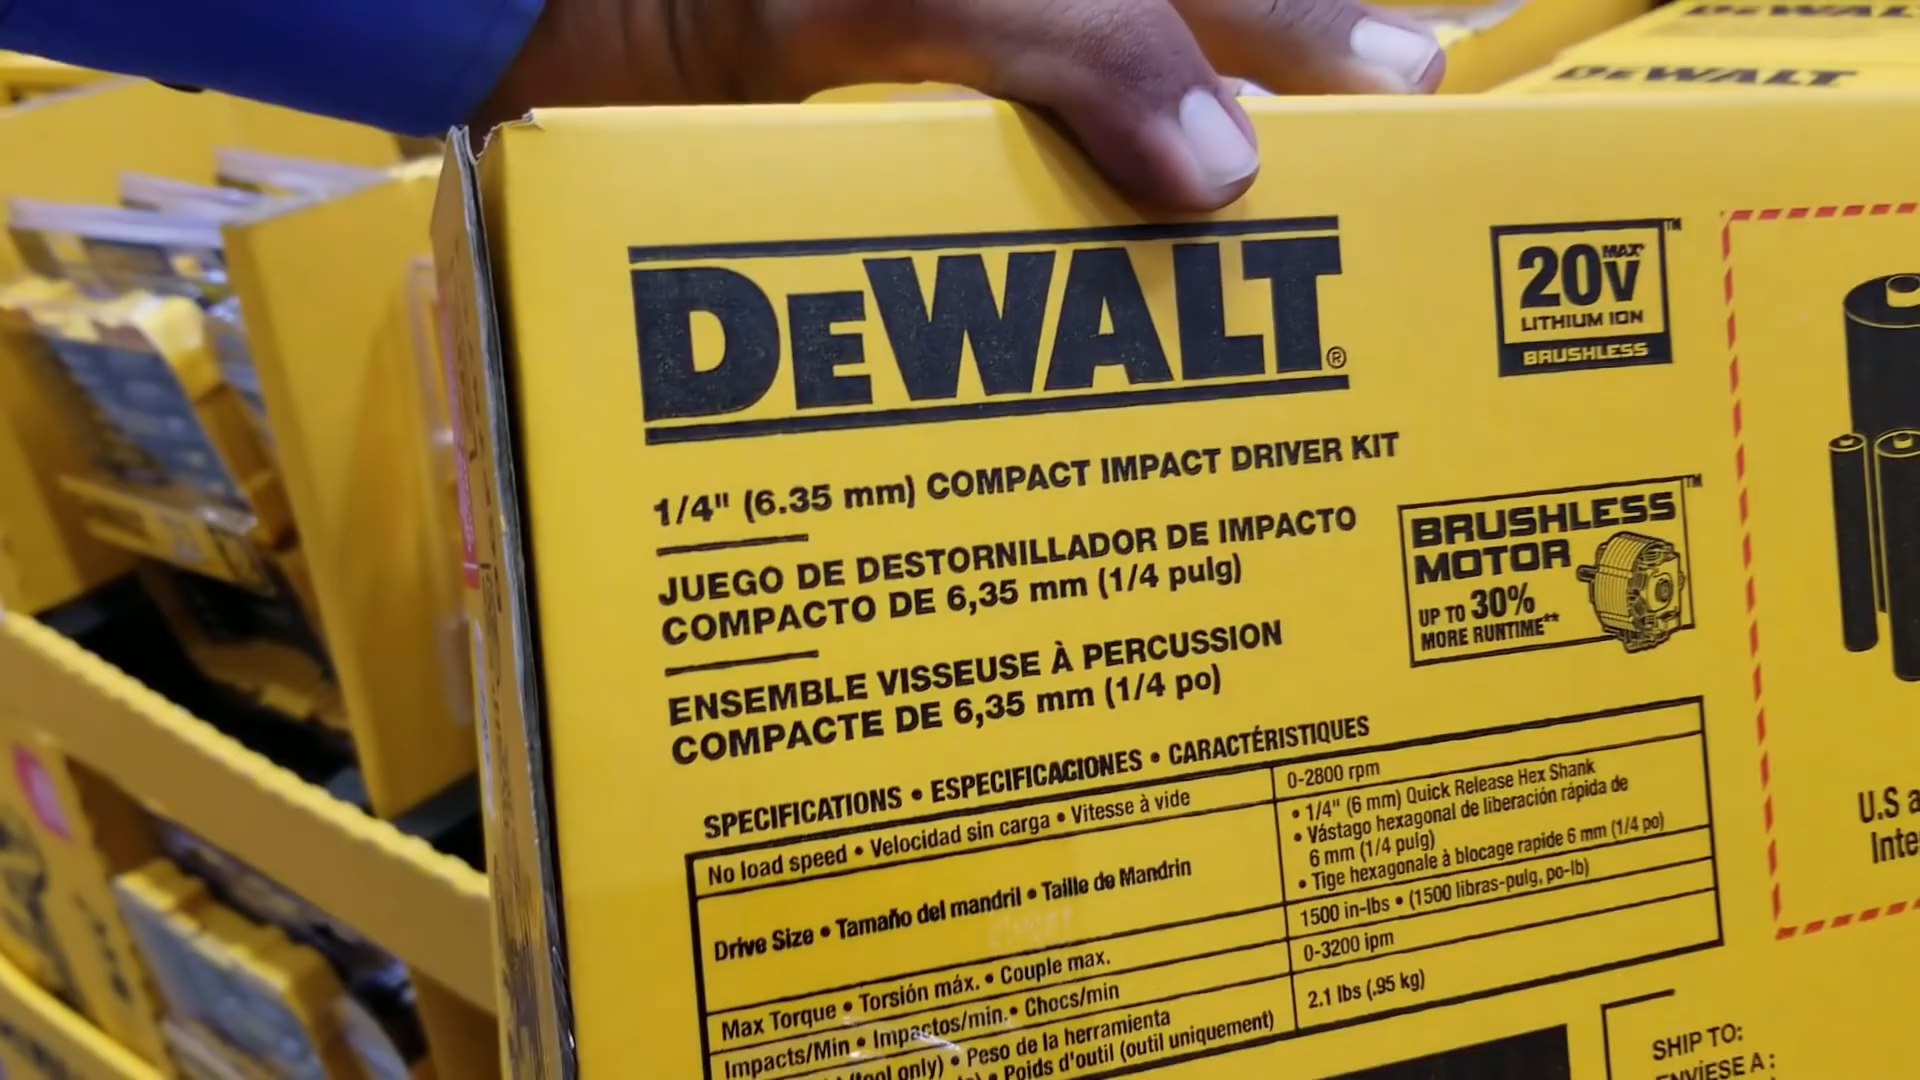 DEWALT
DEWALT
DEWALT®
20V MAX* ™
LITHIUM ION
BRUSHLESS
1/4" (6.35 mm) COMPACT IMPACT DRIVER KIT
JUEGO DE DESTORNILLADOR DE IMPACTO
COMPACTO DE 6,35 mm (1/4 pulg)
ENSEMBLE VISSEUSE À PERCUSSION
COMPACTE DE 6,35 mm (1/4 po)
BRUSHLESS ™
MOTOR
UP TO 30%
MORE RUNTIME**
SPECIFICATIONS • ESPECIFICACIONES • CARACTÉRISTIQUES
No load speed • Velocidad sin carga • Vitesse à vide
0-2800 rpm
Drive Size • Tamaño del mandril • Taille de Mandrin
• 1/4" (6 mm) Quick Release Hex Shank
• Vástago hexagonal de liberación rápida de
6 mm (1/4 pulg)
• Tige hexagonale à blocage rapide 6 mm (1/4 po)
Max Torque • Torsión máx. • Couple max.
1500 in-lbs • (1500 libras-pulg, po-lb)
Impacts/Min • Impactos/min. • Chocs/min
0-3200 ipm
(tool only) • Peso de la herramienta
• Poids d'outil (outil uniquement)
2.1 lbs (.95 kg)
U.S
SHIP TO:
ENVÍESE A :